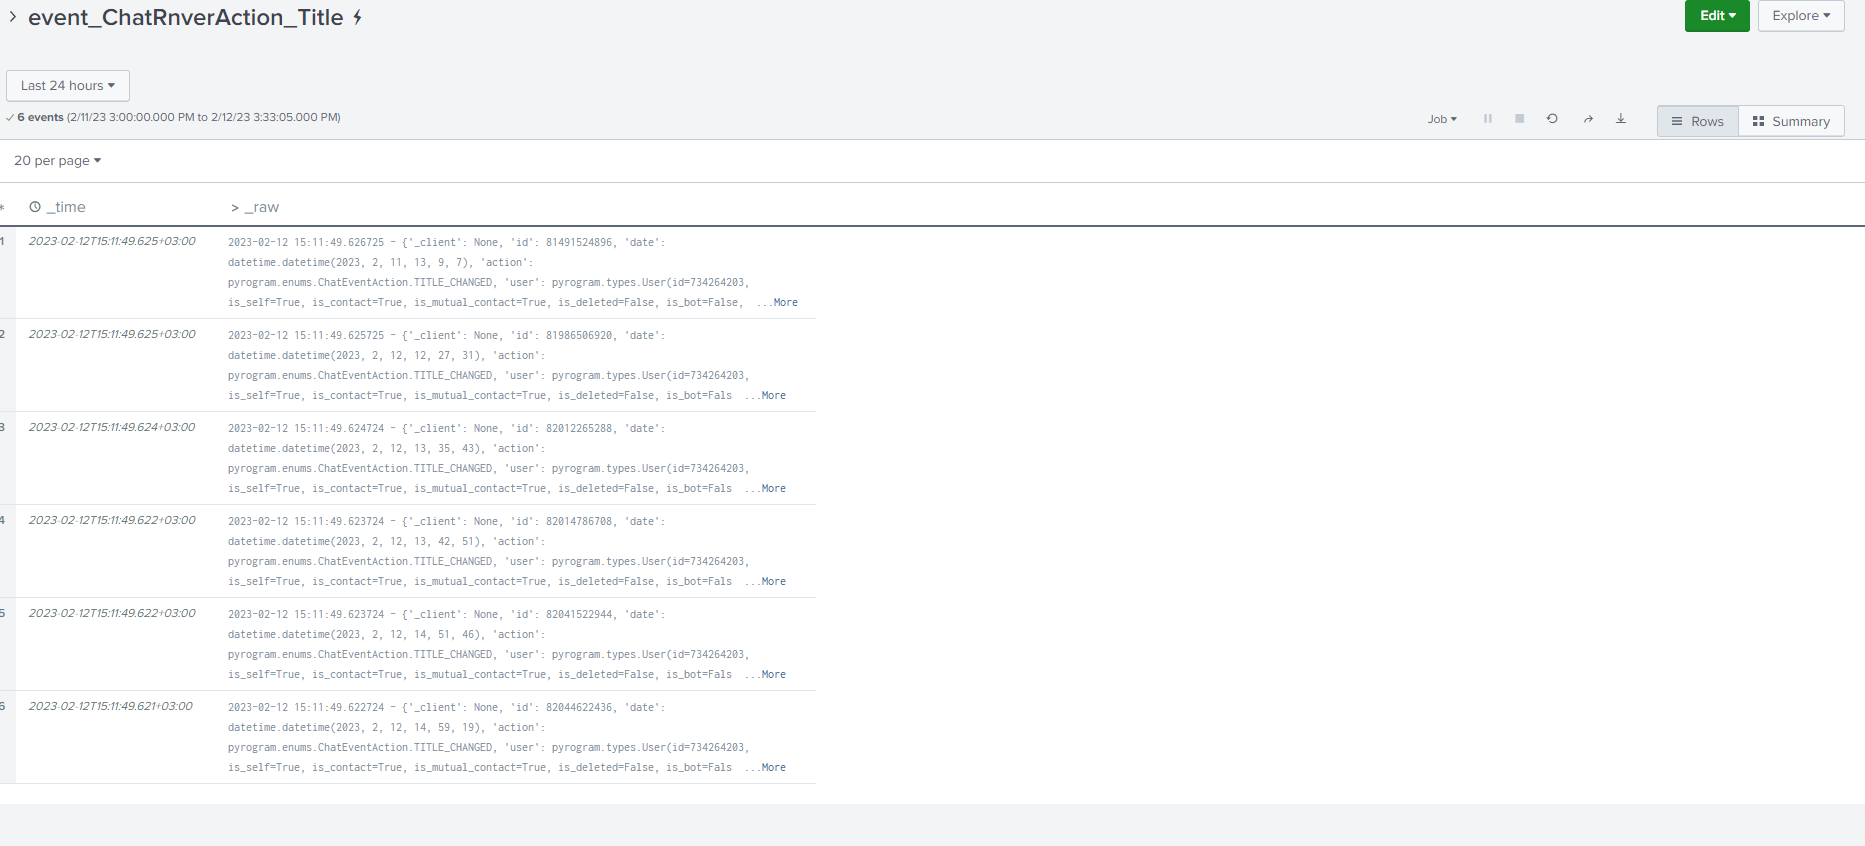 event_ChatRnverAction_Title
Edit
Explore
Last 24 hours
6 events (2/11/23 3:00:00.000 PM to 2/12/23 3:33:05.000 PM)
Job
Rows
Summary
20 per page
* _time > _raw
1 2023-02-12T15:11:49.625+03:00
2023-02-12 15:11:49.626725 - {'_client': None, 'id': 81491524896, 'date':
datetime.datetime(2023, 2, 11, 13, 9, 7), 'action':
pyrogram.enums.ChatEventAction.TITLE_CHANGED, 'user': pyrogram.types.User(id=734264203,
is_self=True, is_contact=True, is_mutual_contact=True, is_deleted=False, is_bot=False, ...More
2 2023-02-12T15:11:49.625+03:00
2023-02-12 15:11:49.625725 - {'_client': None, 'id': 81986506920, 'date':
datetime.datetime(2023, 2, 12, 12, 27, 31), 'action':
pyrogram.enums.ChatEventAction.TITLE_CHANGED, 'user': pyrogram.types.User(id=734264203,
is_self=True, is_contact=True, is_mutual_contact=True, is_deleted=False, is_bot=Fals ...More
3 2023-02-12T15:11:49.624+03:00
2023-02-12 15:11:49.624724 - {'_client': None, 'id': 82012265288, 'date':
datetime.datetime(2023, 2, 12, 13, 35, 43), 'action':
pyrogram.enums.ChatEventAction.TITLE_CHANGED, 'user': pyrogram.types.User(id=734264203,
is_self=True, is_contact=True, is_mutual_contact=True, is_deleted=False, is_bot=Fals ...More
4 2023-02-12T15:11:49.622+03:00
2023-02-12 15:11:49.623724 - {'_client': None, 'id': 82014786708, 'date':
datetime.datetime(2023, 2, 12, 13, 42, 51), 'action':
pyrogram.enums.ChatEventAction.TITLE_CHANGED, 'user': pyrogram.types.User(id=734264203,
is_self=True, is_contact=True, is_mutual_contact=True, is_deleted=False, is_bot=Fals ...More
5 2023-02-12T15:11:49.622+03:00
2023-02-12 15:11:49.623724 - {'_client': None, 'id': 82041522944, 'date':
datetime.datetime(2023, 2, 12, 14, 51, 46), 'action':
pyrogram.enums.ChatEventAction.TITLE_CHANGED, 'user': pyrogram.types.User(id=734264203,
is_self=True, is_contact=True, is_mutual_contact=True, is_deleted=False, is_bot=Fals ...More
6 2023-02-12T15:11:49.621+03:00
2023-02-12 15:11:49.622724 - {'_client': None, 'id': 82044622436, 'date':
datetime.datetime(2023, 2, 12, 14, 59, 19), 'action':
pyrogram.enums.ChatEventAction.TITLE_CHANGED, 'user': pyrogram.types.User(id=734264203,
is_self=True, is_contact=True, is_mutual_contact=True, is_deleted=False, is_bot=Fals ...More